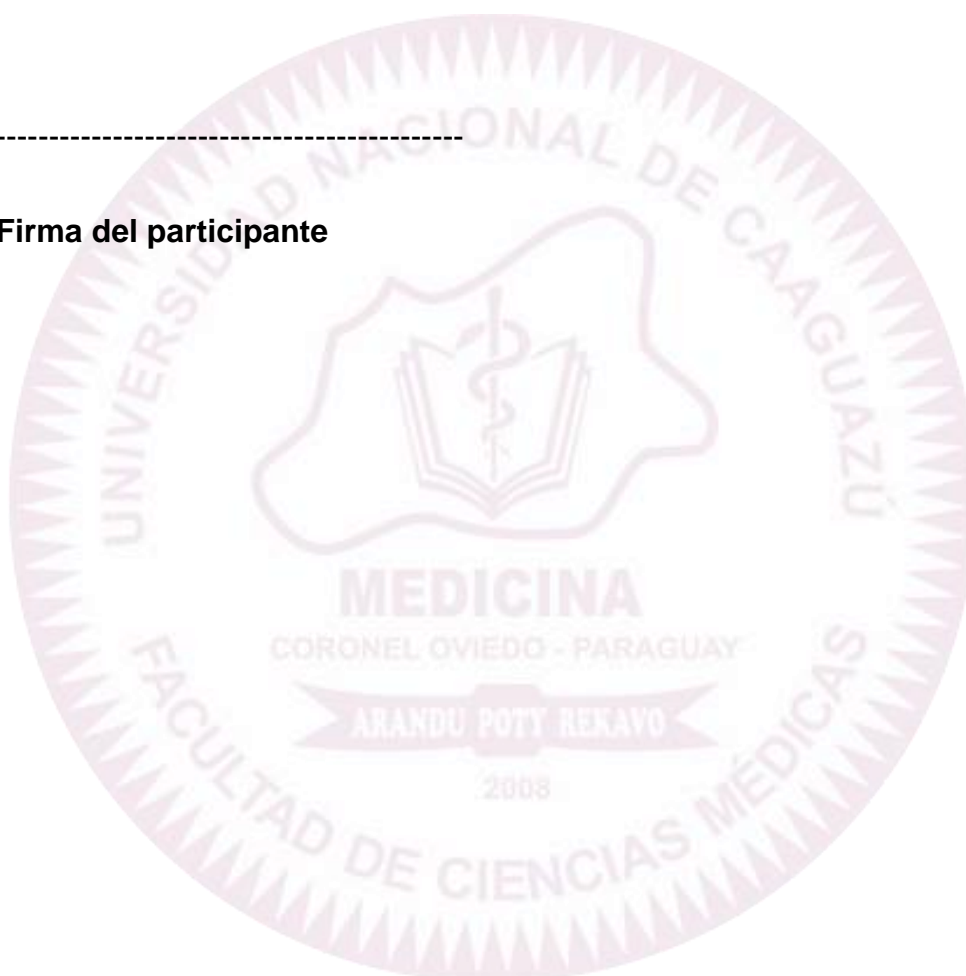 --------------------------------------------
Firma del participante
UNIVERSIDAD NACIONAL DE CAAGUAZÚ
MEDICINA
CORONEL OVIEDO - PARAGUAY
ARANDU POTY REKAVO
2008
FACULTAD DE CIENCIAS MÉDICAS